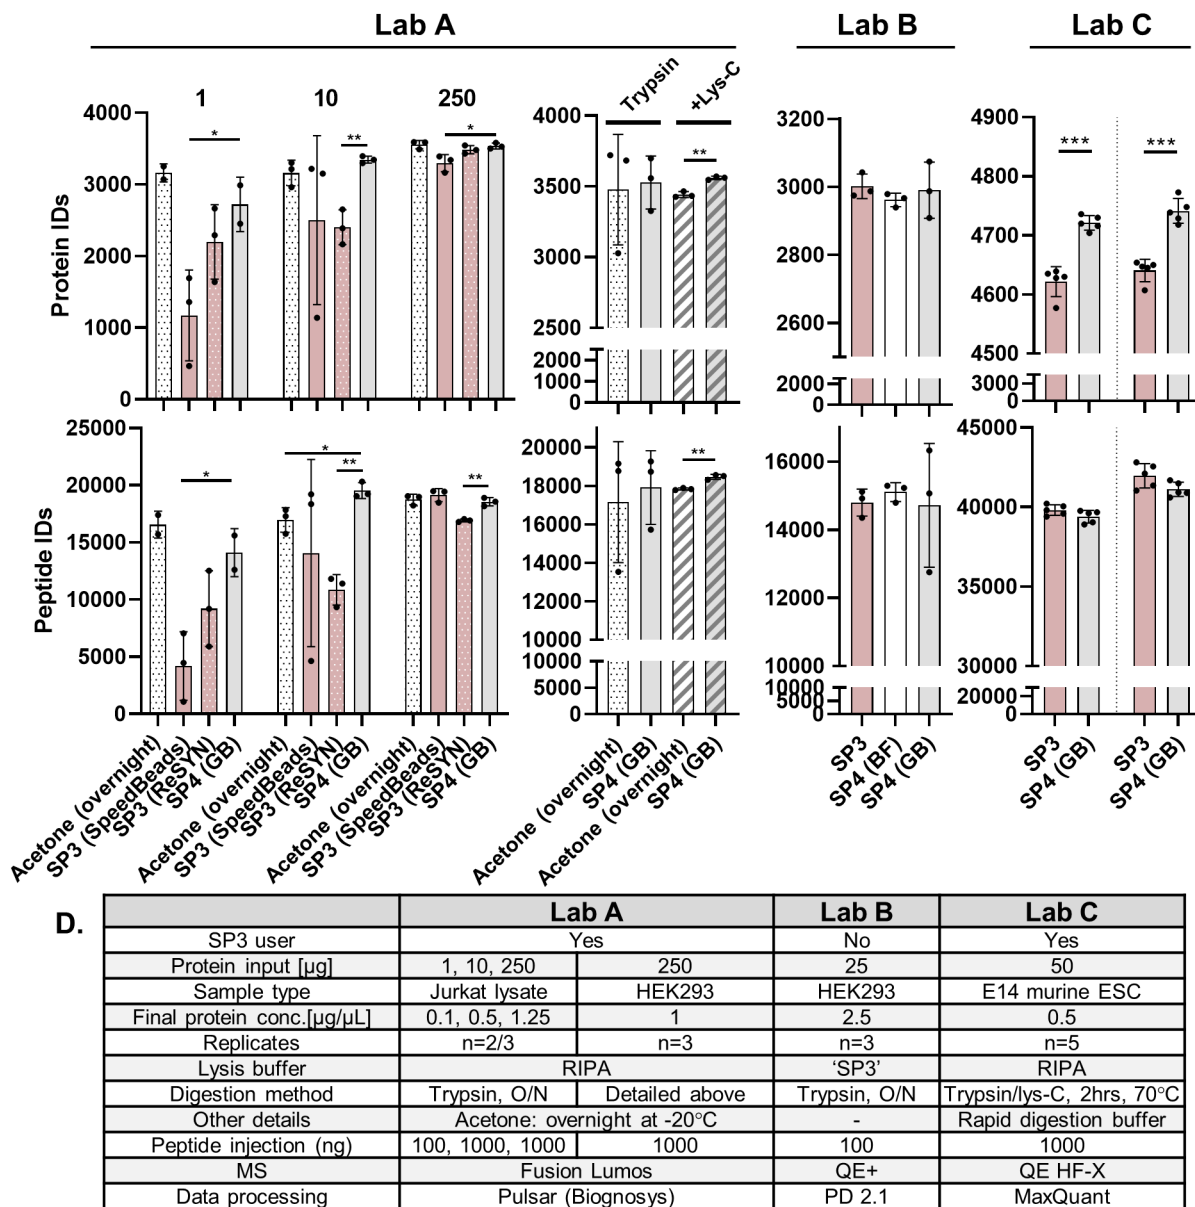 Lab A
Lab B
Lab C
1
10
250
Trypsin
+Lys-C
Protein IDs
4000
3000
2000
1000
0
*
**
*
4000
3500
3000
2500
2000
1000
0
**
3200
3000
2800
2600
2000
0
4900
4800
4700
4600
4500
3000
0
***
***
Peptide IDs
25000
20000
15000
10000
5000
0
*
*
**
**
20000
18000
16000
14000
12000
10000
10000
5000
0
**
16000
14000
12000
10000
10000
5000
0
45000
40000
35000
30000
20000
0
Acetone (overnight)
SP3 (SpeedBeads)
SP3 (ReSYN)
SP4 (GB)
Acetone (overnight)
SP3 (SpeedBeads)
SP3 (ReSYN)
SP4 (GB)
Acetone (overnight)
SP3 (SpeedBeads)
SP3 (ReSYN)
SP4 (GB)
Acetone (overnight)
SP4 (GB)
Acetone (overnight)
SP4 (GB)
SP3
SP4 (BF)
SP4 (GB)
SP3
SP4 (GB)
SP3
SP4 (GB)
D.
Lab A Lab B Lab C
SP3 user Yes No Yes
Protein input [µg] 1, 10, 250 250 25 50
Sample type Jurkat lysate HEK293 HEK293 E14 murine ESC
Final protein conc.[µg/µL] 0.1, 0.5, 1.25 1 2.5 0.5
Replicates n=2/3 n=3 n=3 n=5
Lysis buffer RIPA ‘SP3’ RIPA
Digestion method Trypsin, O/N Detailed above Trypsin, O/N Trypsin/lys-C, 2hrs, 70°C
Other details Acetone: overnight at -20°C - Rapid digestion buffer
Peptide injection (ng) 100, 1000, 1000 1000 100 1000
MS Fusion Lumos QE+ QE HF-X
Data processing Pulsar (Biognosys) PD 2.1 MaxQuant